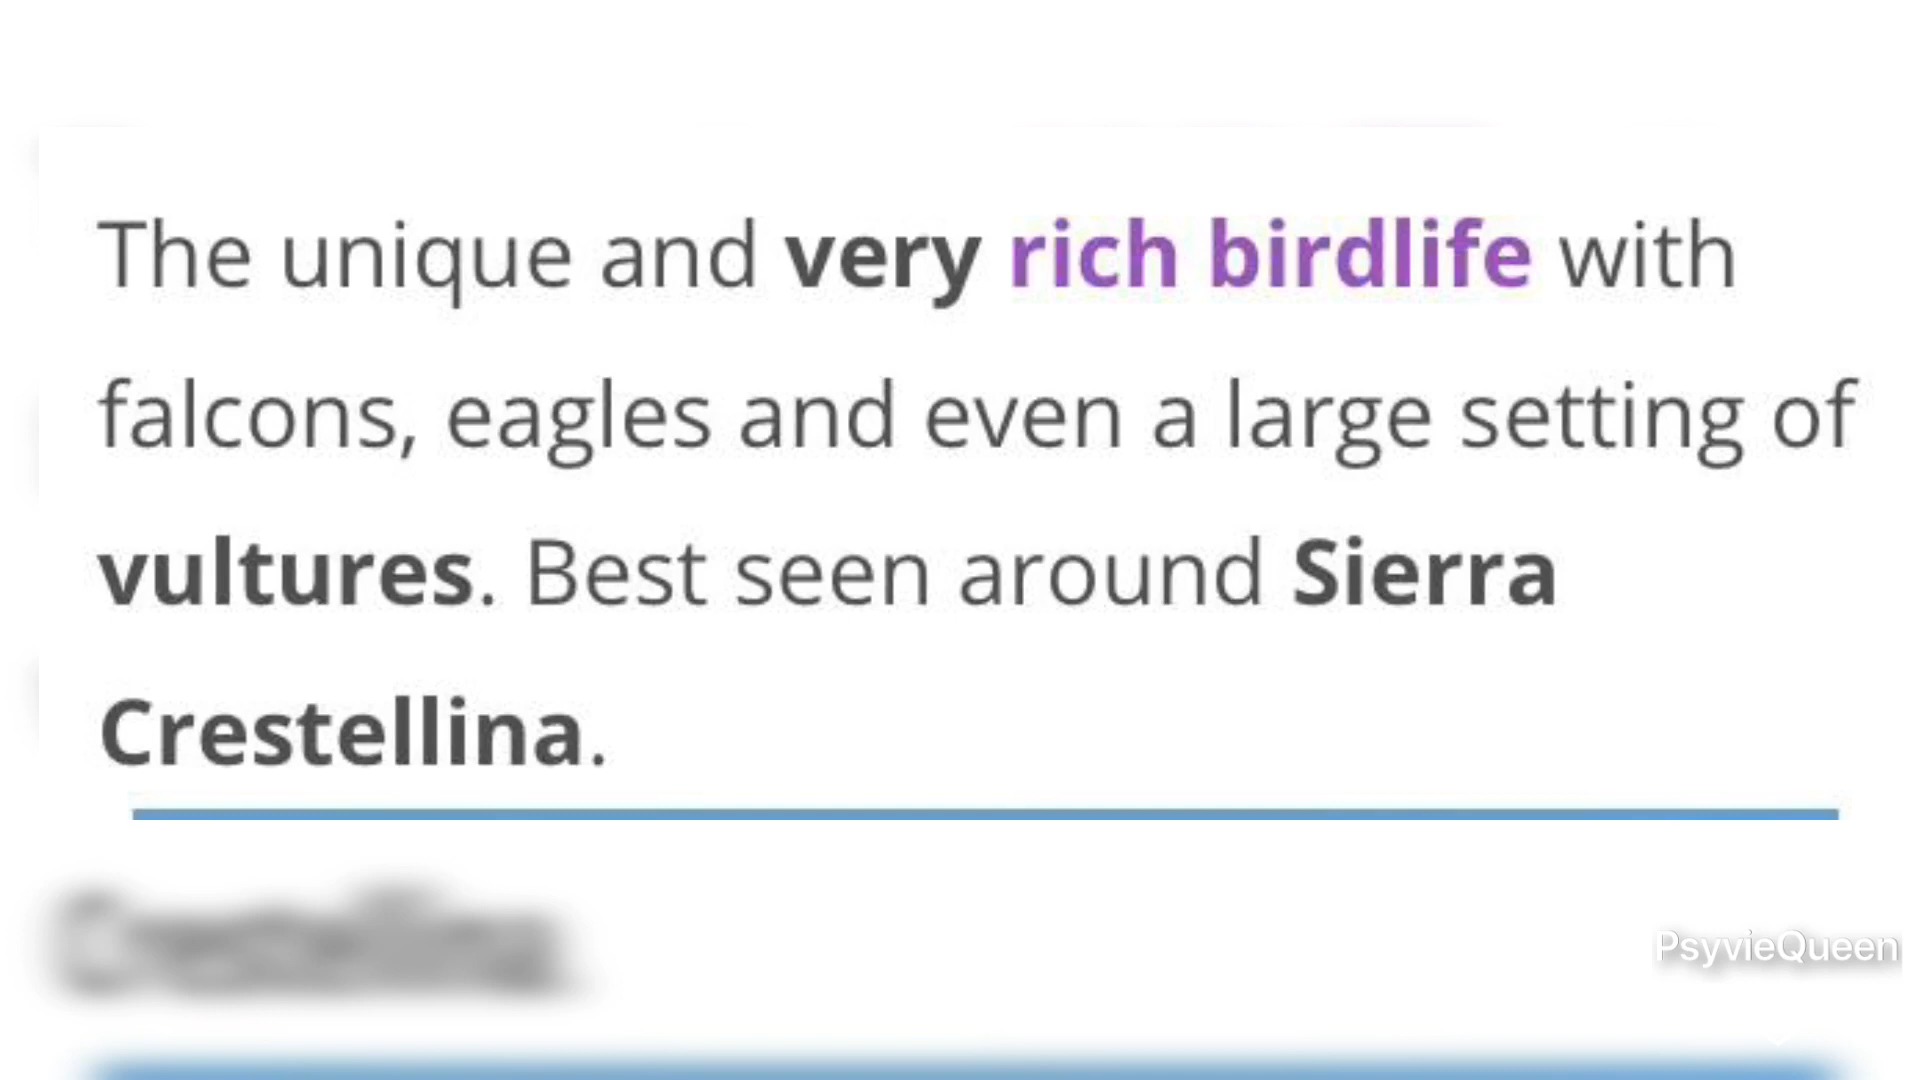 The unique and very rich birdlife with
falcons, eagles and even a large setting of
vultures. Best seen around Sierra
Crestellina.
Crestellina.
PsyvieQueen